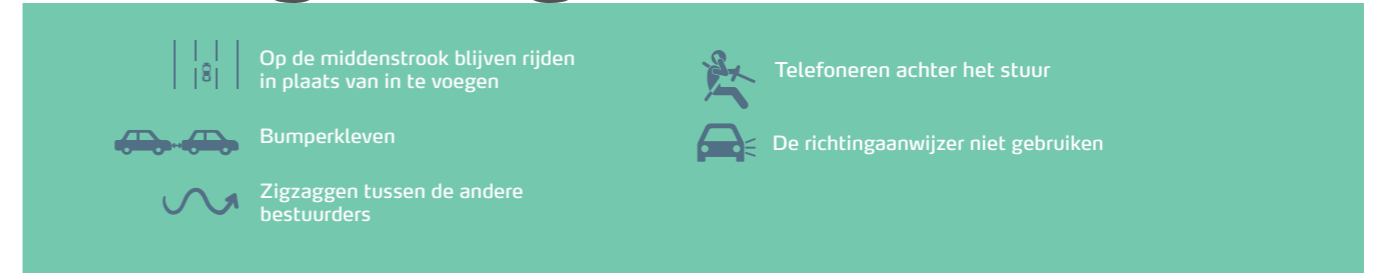 Op de middenstrook blijven rijden
in plaats van in te voegen
Bumperkleven
Zigzaggen tussen de andere
bestuurders
Telefoneren achter het stuur
De richtingaanwijzer niet gebruiken